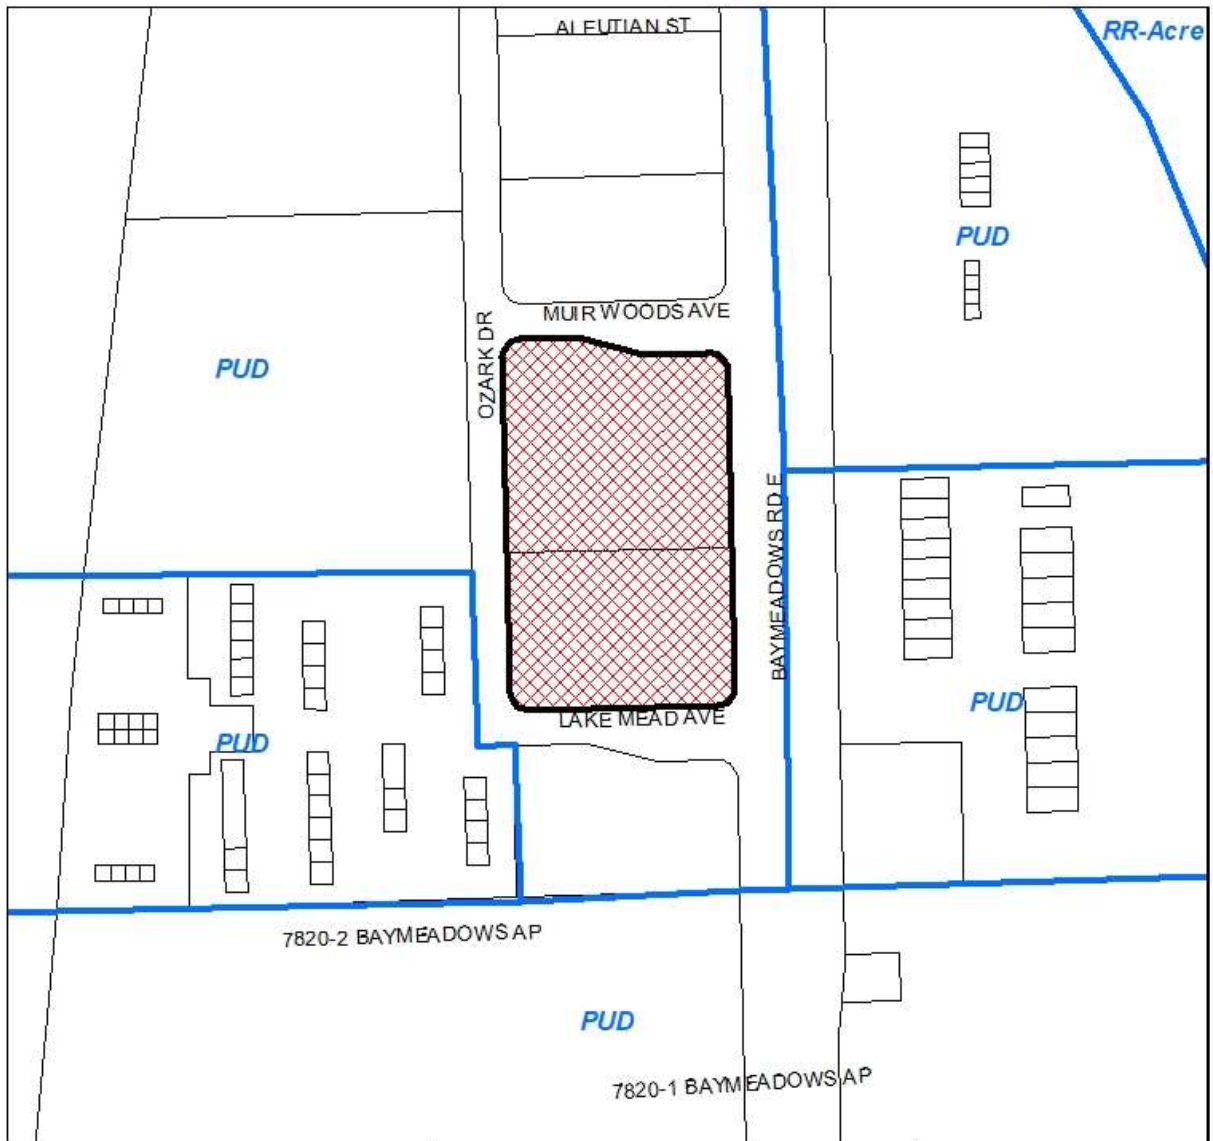 ALEUTIAN ST
RR-Acre
PUD
MUIR WOODS AVE
OZARK DR
PUD
BAYMEADOWS RD E
PUD
LAKE MEAD AVE
PUD
7820-2 BAYMEADOWS AP
PUD
7820-1 BAYMEADOWS AP